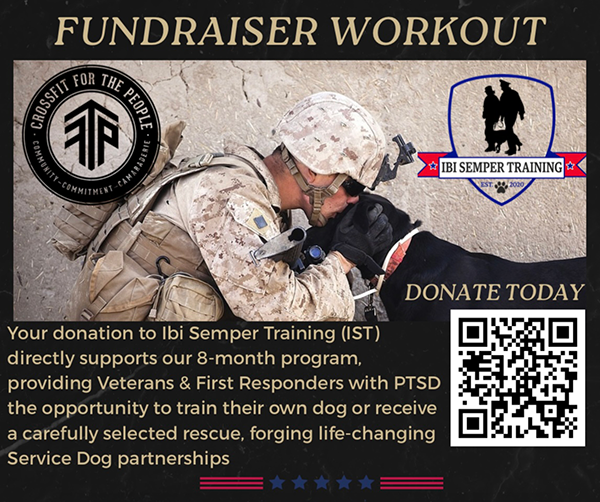 FUNDRAISER WORKOUT
CROSSFIT FOR THE PEOPLE
FTP
COMMUNITY-COMMITMENT-CAMARADERIE
IBI SEMPER TRAINING
EST. 2020
DONATE TODAY
Your donation to Ibi Semper Training (IST)
directly supports our 8-month program,
providing Veterans & First Responders with PTSD
the opportunity to train their own dog or receive
a carefully selected rescue, forging life-changing
Service Dog partnerships